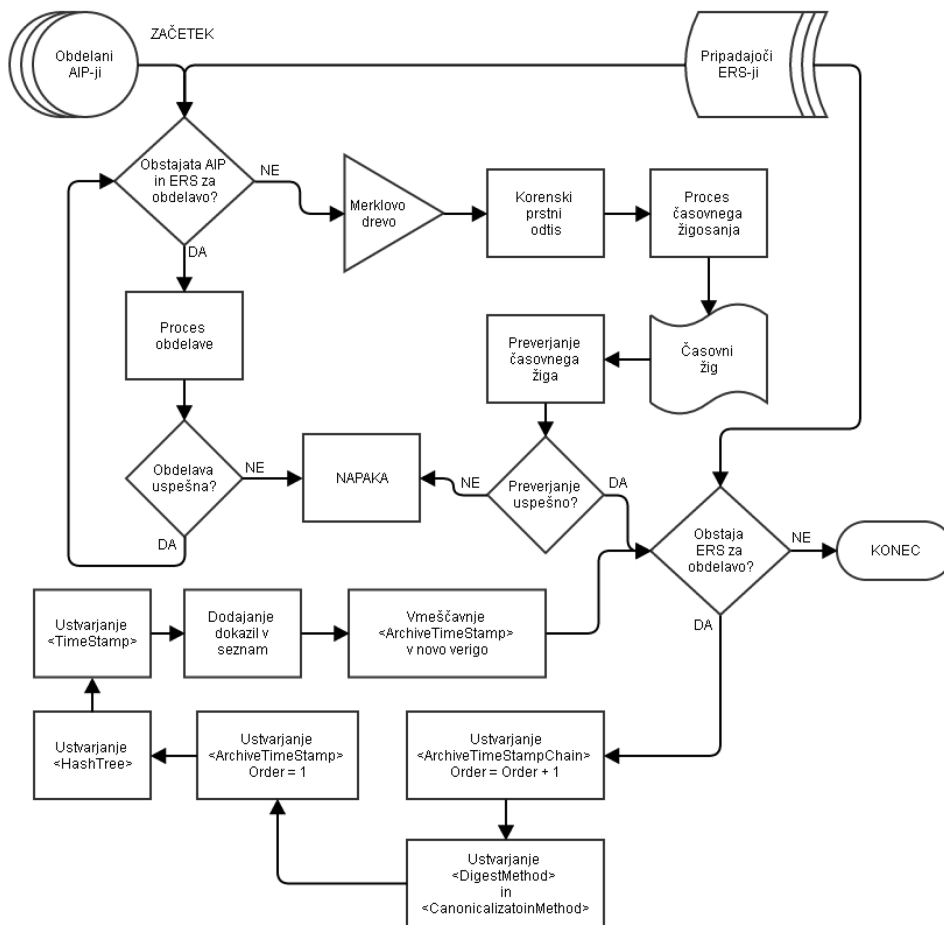 ZAČETEK
Obdelani
AIP-ji
Pripadajoči
ERS-ji
Obstajata AIP
in ERS za
obdelavo?
NE
DA
Merklovo
drevo
Korenski
prstni
odtis
Proces
časovnega
žigosanja
Proces
obdelave
Preverjanje
časovnega
žiga
Časovni
žig
Obdelava
uspešna?
NE
DA
NAPAKA
NE
Preverjanje
uspešno?
DA
Obstaja
ERS za
obdelavo?
NE
DA
KONEC
Ustvarjanje
<TimeStamp>
Dodajanje
dokazil v
seznam
Vmeščavnje
<ArchiveTimeStamp>
v novo verigo
Ustvarjanje
<HashTree>
Ustvarjanje
<ArchiveTimeStamp>
Order = 1
Ustvarjanje
<ArchiveTimeStampChain>
Order = Order + 1
Ustvarjanje
<DigestMethod>
in
<CanonicalizatoinMethod>